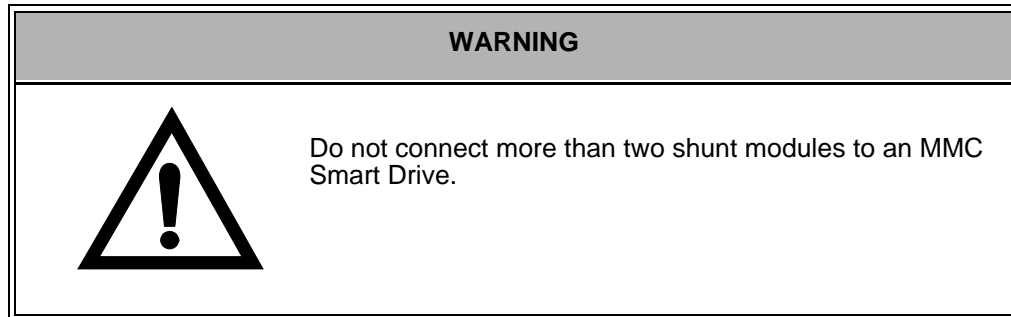 WARNING
Do not connect more than two shunt modules to an MMC
Smart Drive.